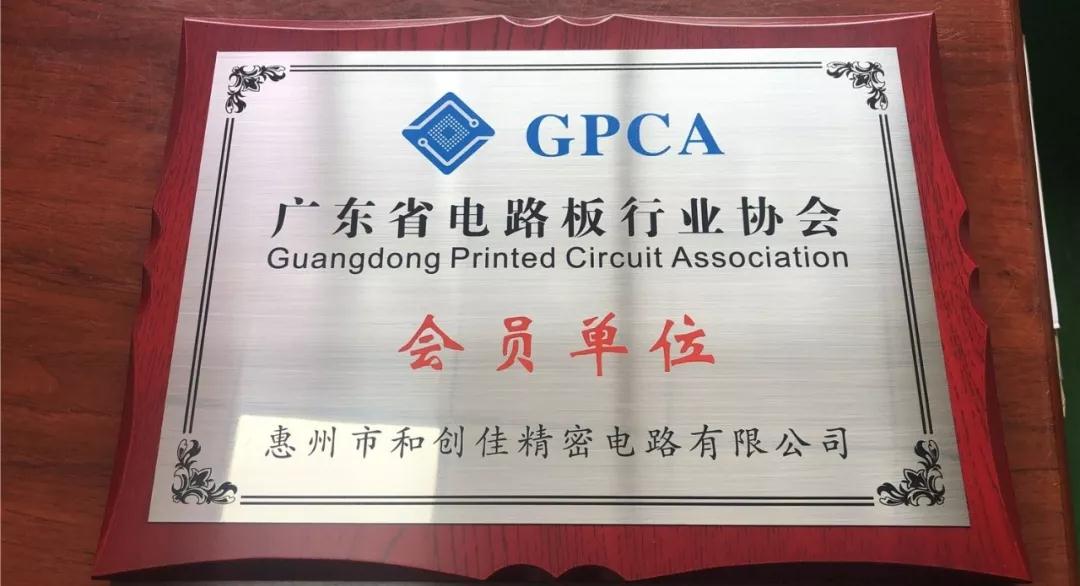 GPCA
广东省电路板行业协会
Guangdong Printed Circuit Association
会员单位
惠州市和创佳精密电路有限公司